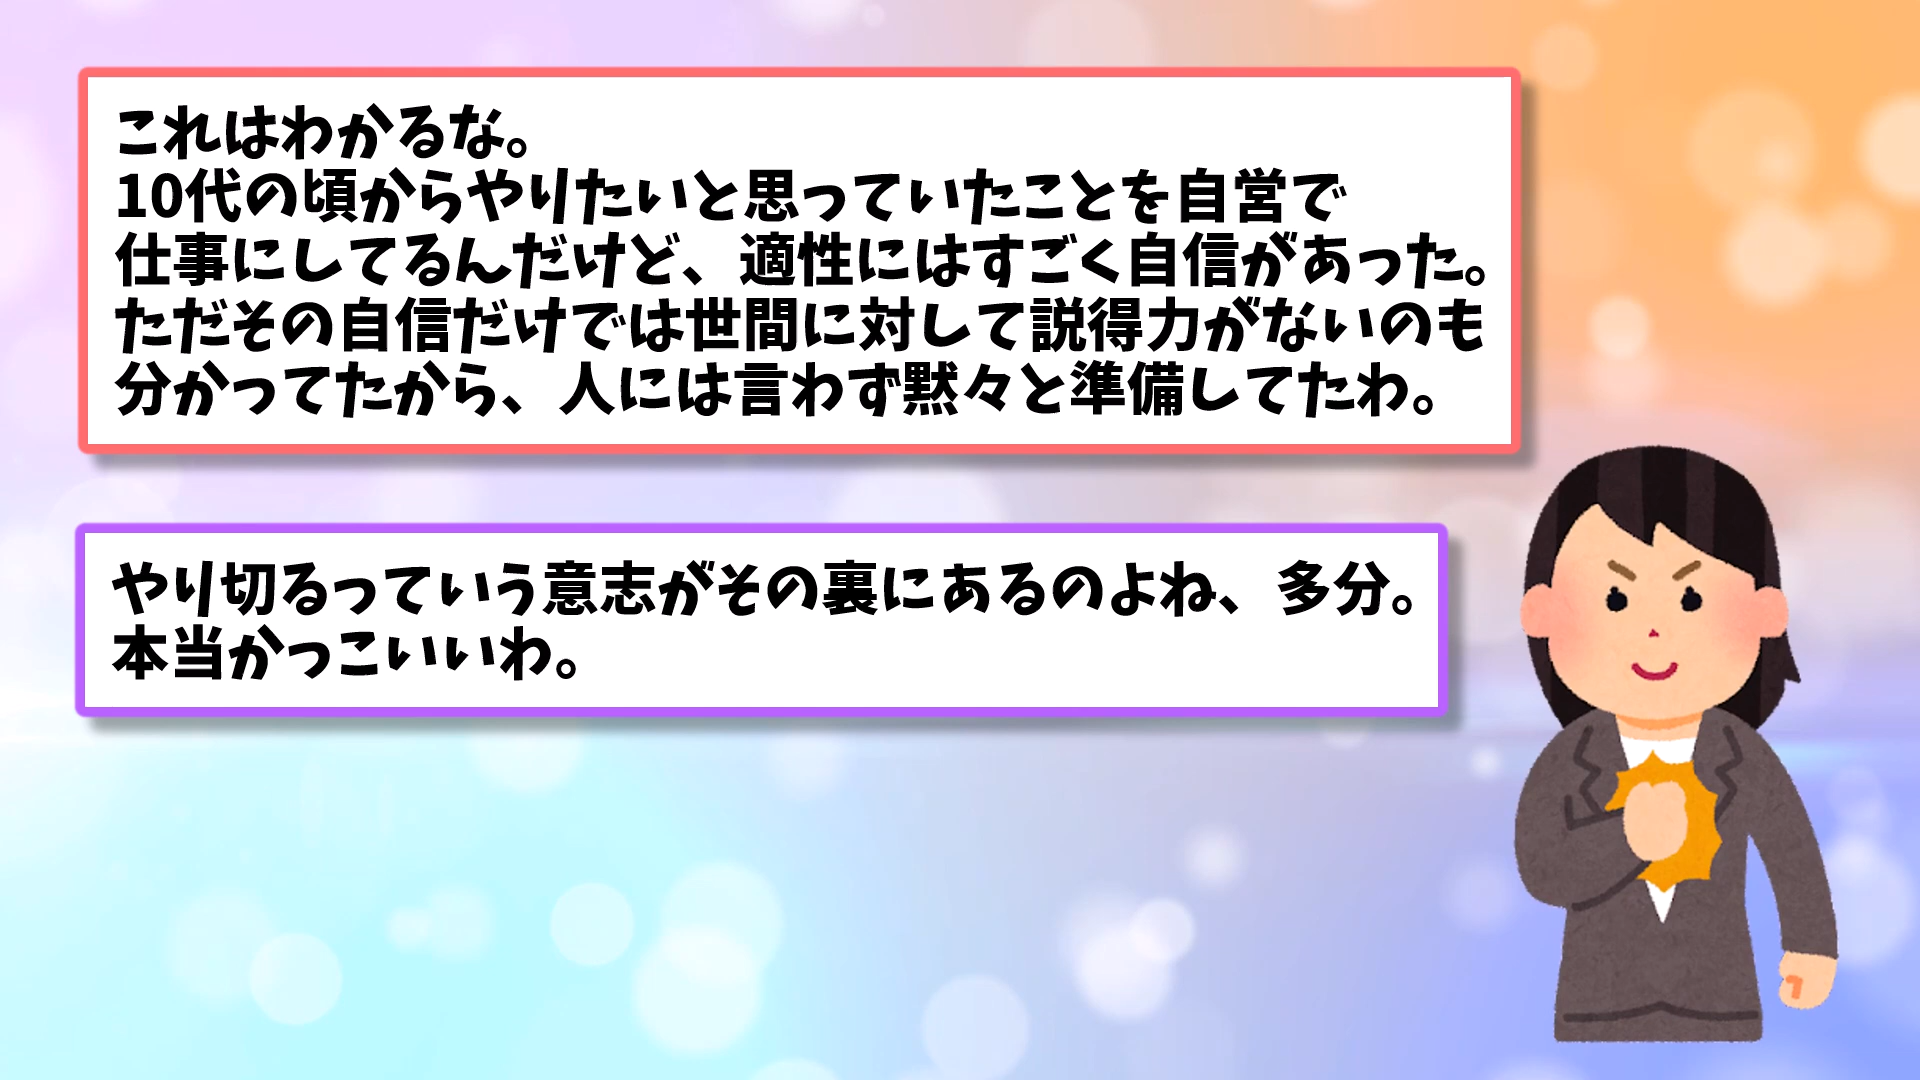 これはわかるな。
10代の頃からやりたいと思っていたことを自営で
仕事にしてるんだけど、適性にはすごく自信があった。
ただその自信だけでは世間に対して説得力がないのも
分かってたから、人には言わず黙々と準備してたわ。
やり切るっていう意志がその裏にあるのよね、多分。
本当かっこいいわ。